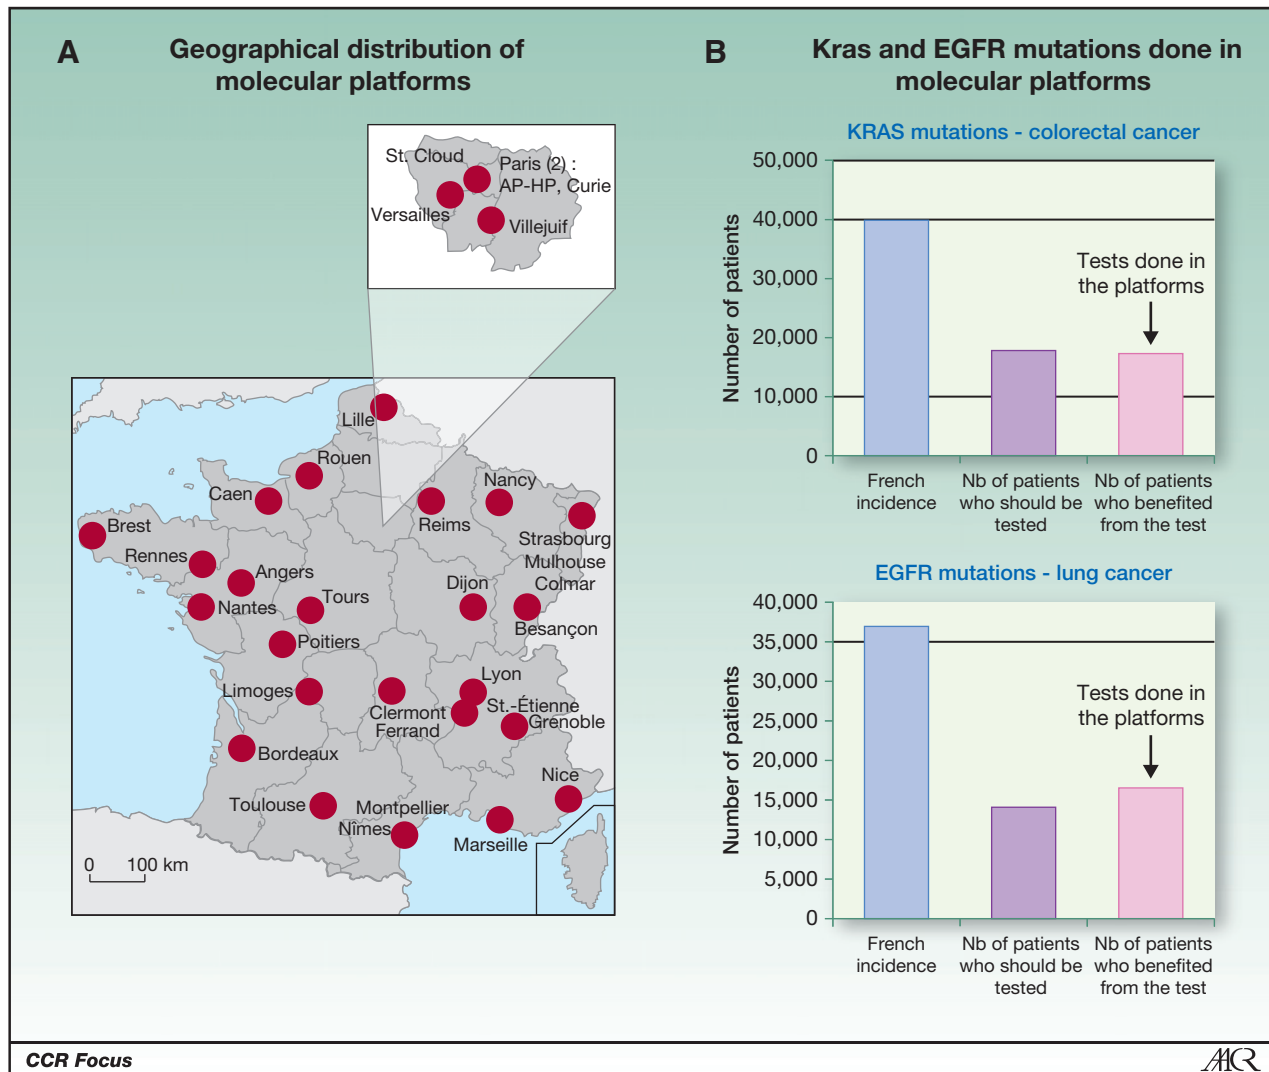 A
Geographical distribution of
molecular platforms
St. Cloud
Paris (2) :
AP-HP, Curie
Versailles
Villejuif
Lille
Rouen
Caen
Nancy
Reims
Strasbourg
Brest
Rennes
Mulhouse
Colmar
Angers
Dijon
Nantes
Tours
Besançon
Poitiers
Limoges
Lyon
Clermont
Ferrand
St.-Étienne
Grenoble
Bordeaux
Nice
Toulouse
Montpellier
Nîmes
Marseille
0 100 km
B
Kras and EGFR mutations done in
molecular platforms
KRAS mutations - colorectal cancer
Number of patients
50,000
40,000
30,000
20,000
10,000
0
Tests done in
the platforms
French
incidence
Nb of patients
who should be
tested
Nb of patients
who benefited
from the test
EGFR mutations - lung cancer
Number of patients
40,000
35,000
30,000
25,000
20,000
15,000
10,000
5,000
0
Tests done in
the platforms
French
incidence
Nb of patients
who should be
tested
Nb of patients
who benefited
from the test
CCR Focus
AACR